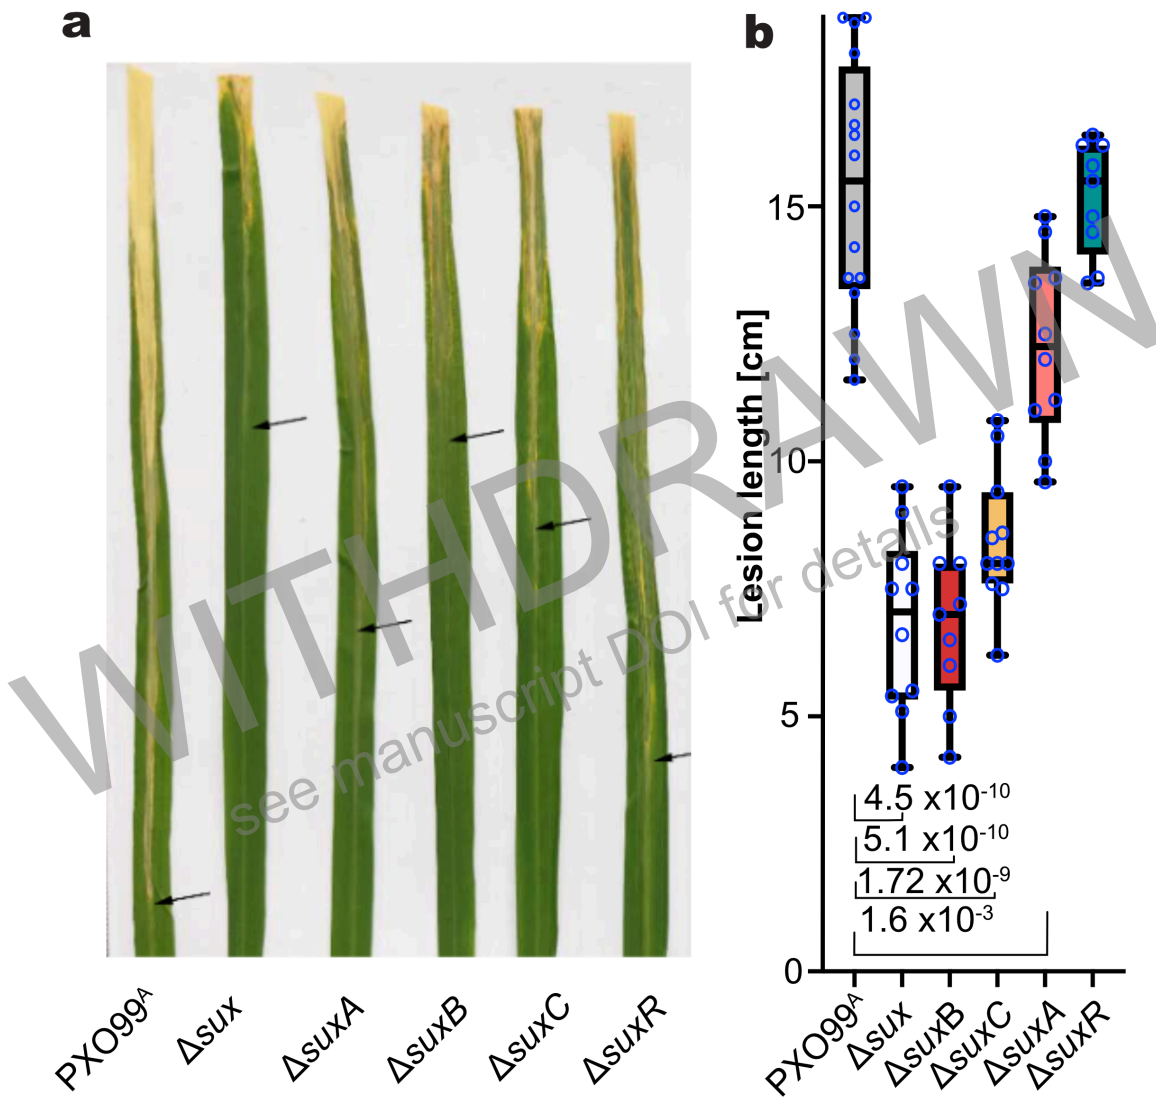 a
b
WITHDRAWN
see manuscript DOI for details
PXO99ᴬ
Δsux
ΔsuxA
ΔsuxB
ΔsuxC
ΔsuxR
Lesion length [cm]
15
10
5
0
4.5 x10⁻¹⁰
5.1 x10⁻¹⁰
1.72 x10⁻⁹
1.6 x10⁻³
PXO99ᴬ
Δsux
ΔsuxB
ΔsuxC
ΔsuxA
ΔsuxR